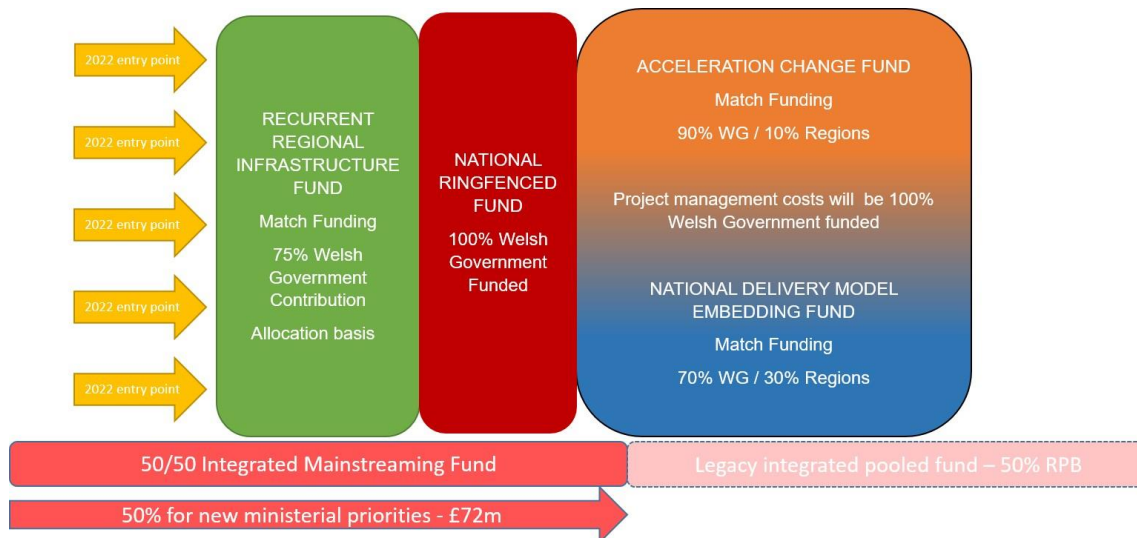 2022 entry point
2022 entry point
2022 entry point
2022 entry point
2022 entry point
RECURRENT
REGIONAL
INFRASTRUCTURE
FUND
Match Funding
75% Welsh
Government
Contribution
Allocation basis
NATIONAL
RINGFENCED
FUND
100% Welsh
Government
Funded
ACCELERATION CHANGE FUND
Match Funding
90% WG / 10% Regions
Project management costs will  be 100%
Welsh Government funded
NATIONAL DELIVERY MODEL
EMBEDDING FUND
Match Funding
70% WG / 30% Regions
50/50 Integrated Mainstreaming Fund
Legacy integrated pooled fund – 50% RPB
50% for new ministerial priorities - £72m